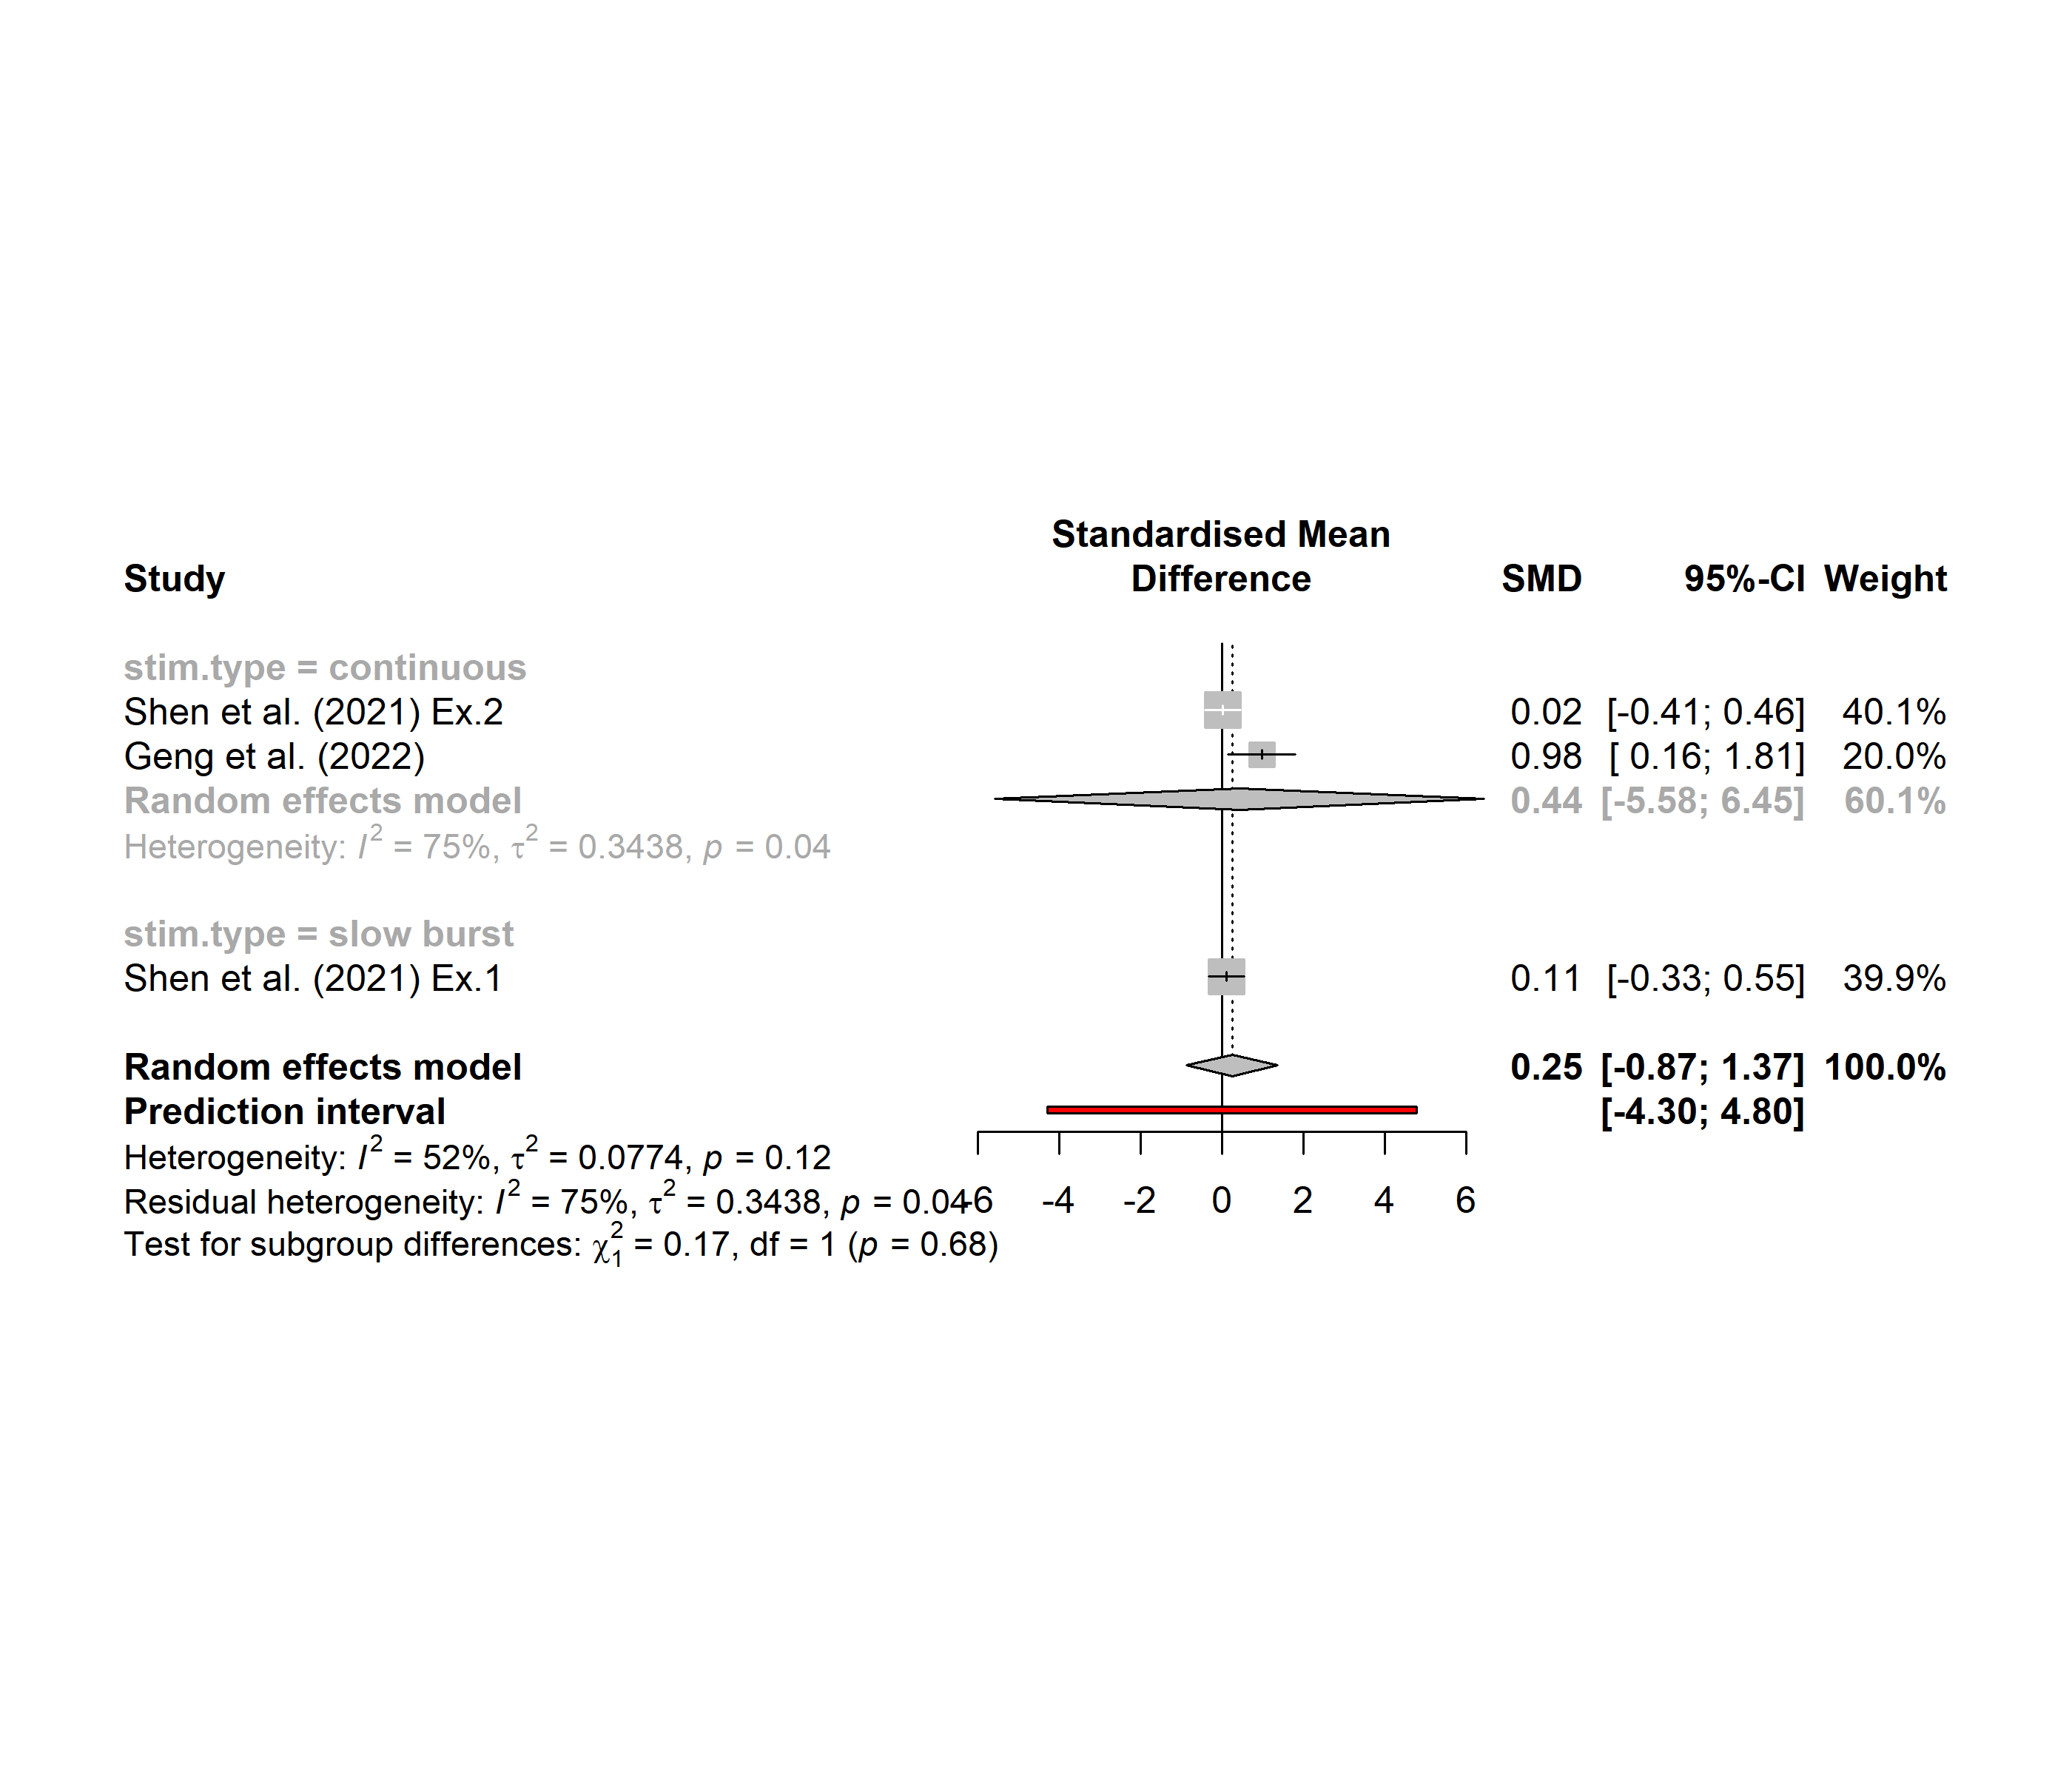 Standardised Mean
Study Difference SMD 95%-CI Weight
stim.type = continuous
Shen et al. (2021) Ex.2 0.02 [-0.41; 0.46] 40.1%
Geng et al. (2022) 0.98 [ 0.16; 1.81] 20.0%
Random effects model 0.44 [-5.58; 6.45] 60.1%
Heterogeneity: I² = 75%, τ² = 0.3438, p = 0.04
stim.type = slow burst
Shen et al. (2021) Ex.1 0.11 [-0.33; 0.55] 39.9%
Random effects model 0.25 [-0.87; 1.37] 100.0%
Prediction interval [-4.30; 4.80]
Heterogeneity: I² = 52%, τ² = 0.0774, p = 0.12
Residual heterogeneity: I² = 75%, τ² = 0.3438, p = 0.04 -6 -4 -2 0 2 4 6
Test for subgroup differences: χ²₁ = 0.17, df = 1 (p = 0.68)